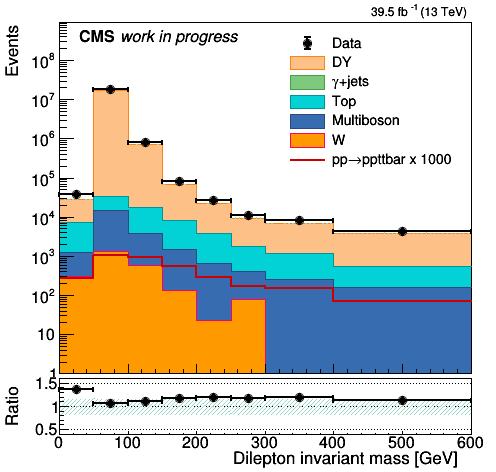 39.5 fb⁻¹ (13 TeV)
CMS work in progress
Events
Data
DY
γ+jets
Top
Multiboson
W
pp→ppttbar x 1000
10⁸
10⁷
10⁶
10⁵
10⁴
10³
10²
10
1
Ratio
1.5
1
0.5
0 100 200 300 400 500 600
Dilepton invariant mass [GeV]